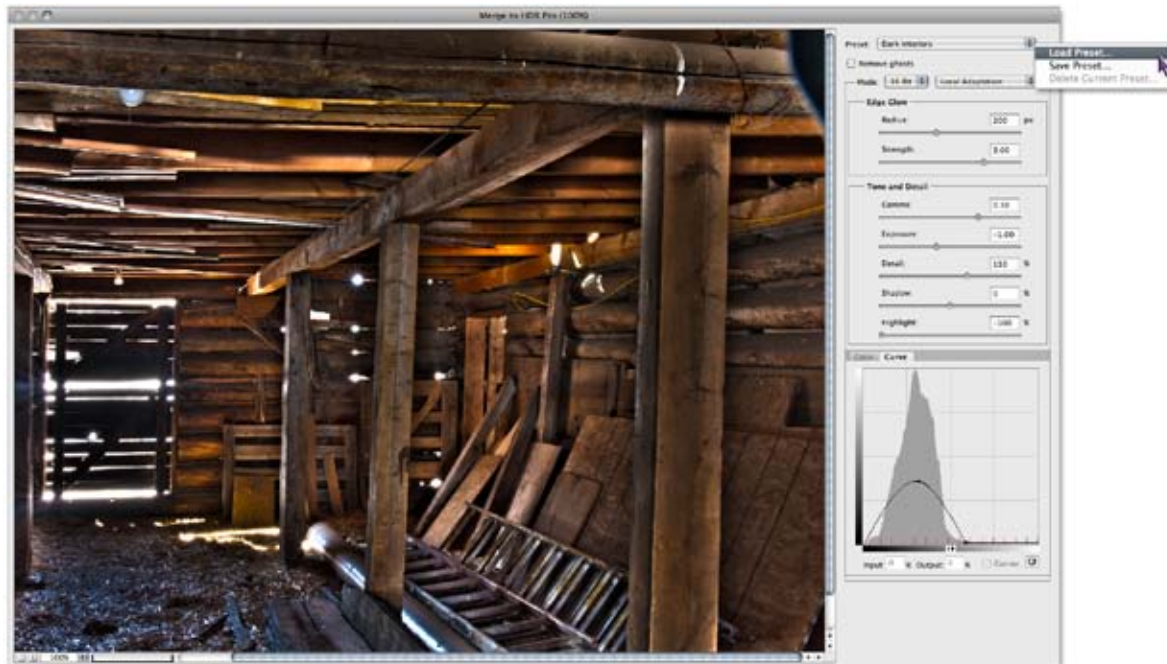 Merge to HDR Pro (100%)
Preset: Dark Interiors
Load Preset...
Save Preset...
Delete Current Preset...
Remove ghosts
Mode: 16 Bit Local Adaptation
Edge Glow
Radius: 200 px
Strength:
Tone and Detail
Gamma:
Exposure: -1.00
Detail: %
Shadow: 0 %
Highlight: -100 %
Color Curve
Input: % Output: % Corner
100%